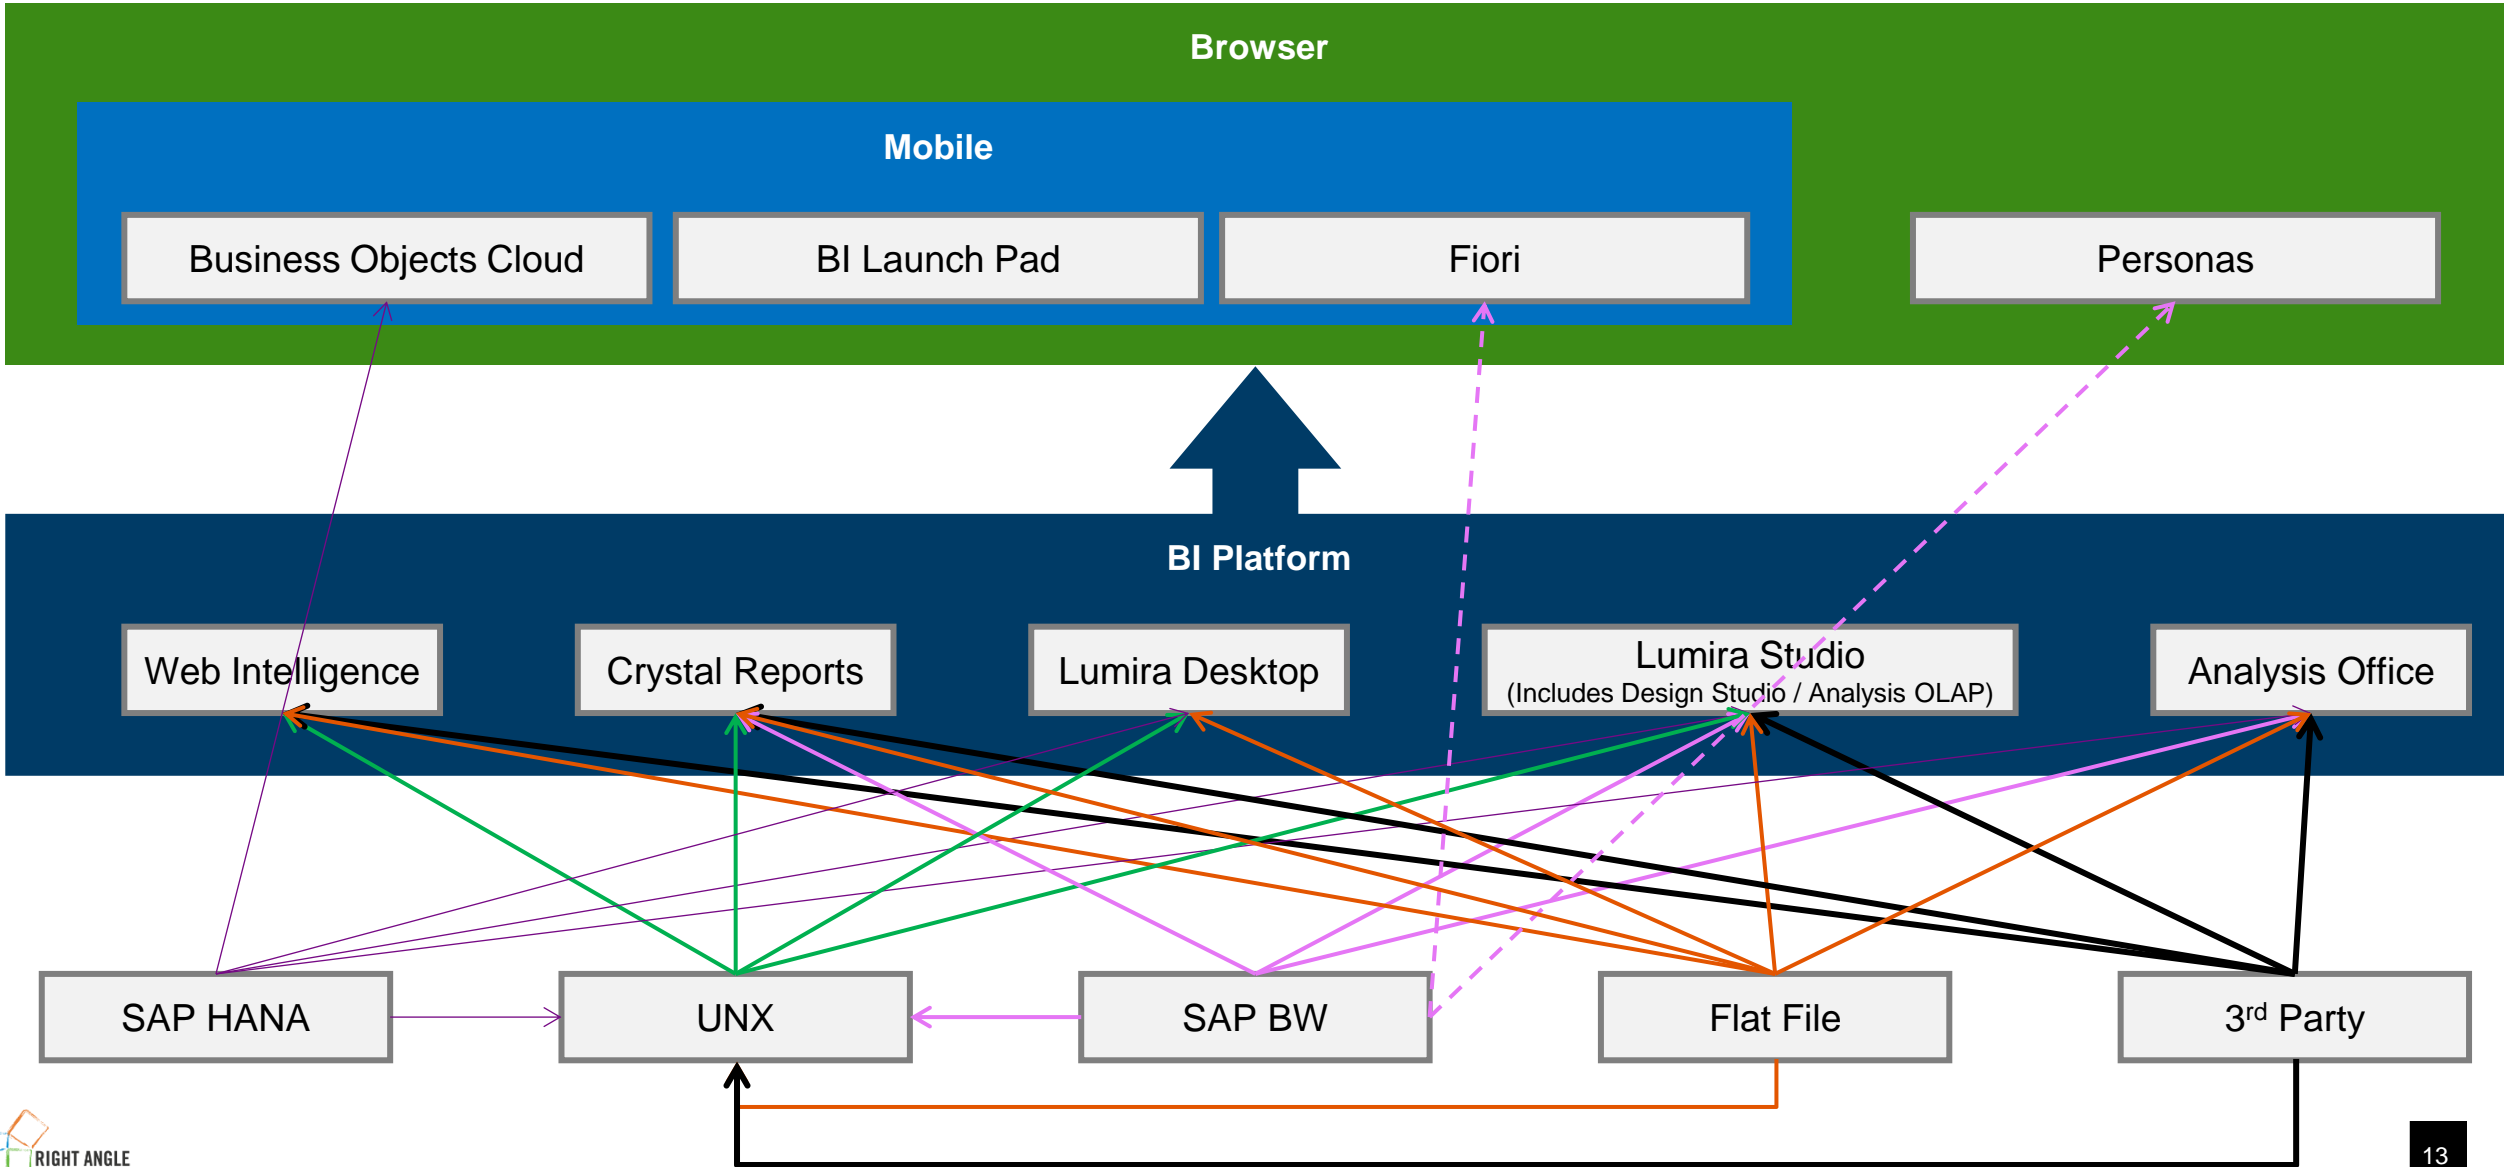 Browser
Mobile
Business Objects Cloud
BI Launch Pad
Fiori
Personas
BI Platform
Web Intelligence
Crystal Reports
Lumira Desktop
Lumira Studio
(Includes Design Studio / Analysis OLAP)
Analysis Office
SAP HANA
UNX
SAP BW
Flat File
3rd Party
RIGHT ANGLE
13